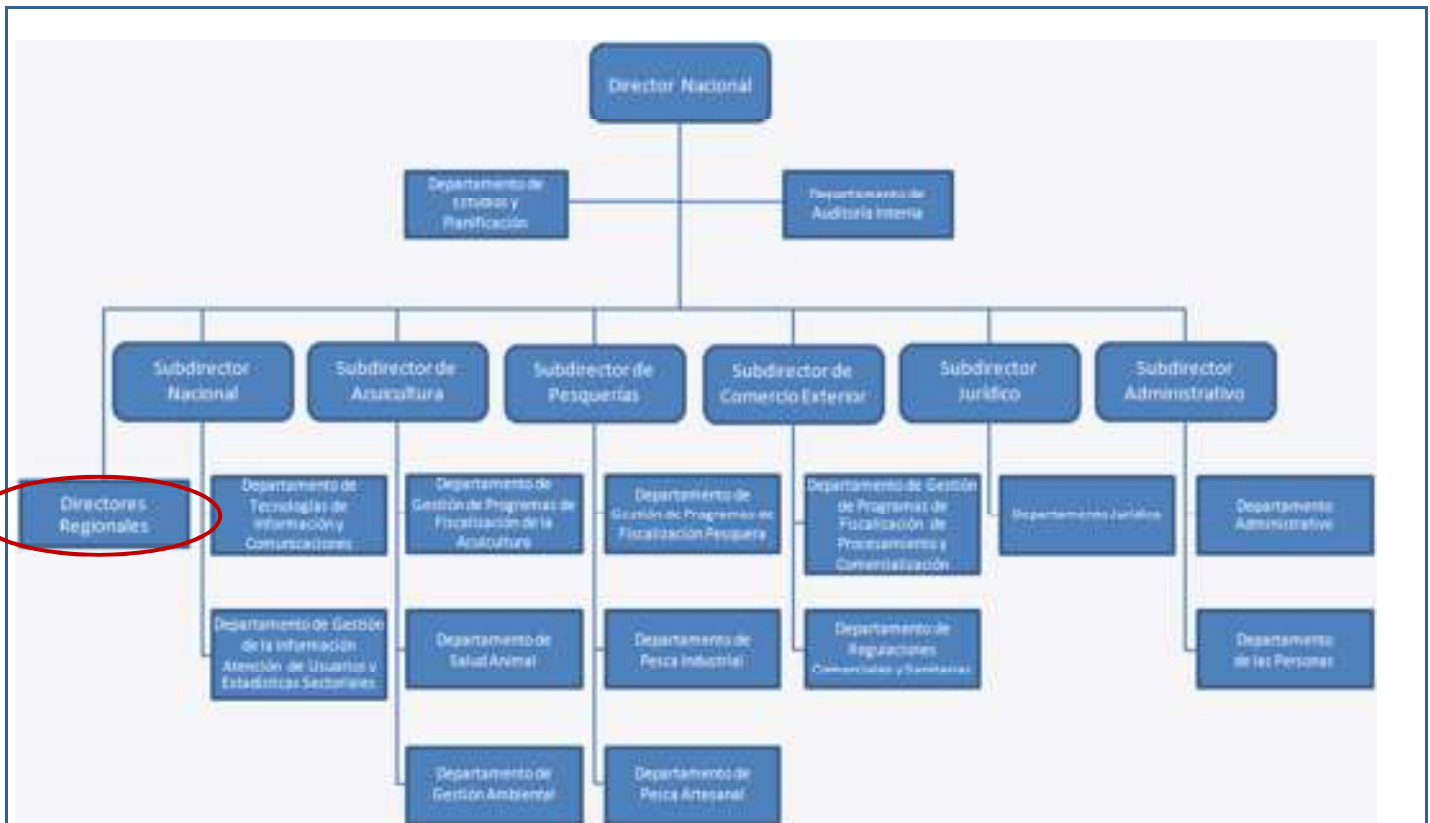 Director Nacional
Departamento de
Estudios y
Planificación
Departamento de
Auditoría Interna
Subdirector
Nacional
Subdirector de
Acuicultura
Subdirector de
Pesquerías
Subdirector de
Comercio Exterior
Subdirector
Jurídico
Subdirector
Administrativo
Directores
Regionales
Departamento de
Tecnologías de
Información y
Comunicaciones
Departamento de
Gestión de Programas de
Fiscalización de la
Acuicultura
Departamento de
Gestión de Programas de
Fiscalización Pesquera
Departamento de Gestión
de Programas de
Fiscalización de
Procesamiento y
Comercialización
Departamento Jurídico
Departamento
Administrativo
Departamento de Gestión
de la Información
Atención de Usuarios y
Estadísticas Sectoriales
Departamento de
Salud Animal
Departamento de
Pesca Industrial
Departamento de
Regulaciones
Comerciales y Sanitarias
Departamento
de las Personas
Departamento de
Gestión Ambiental
Departamento de
Pesca Artesanal